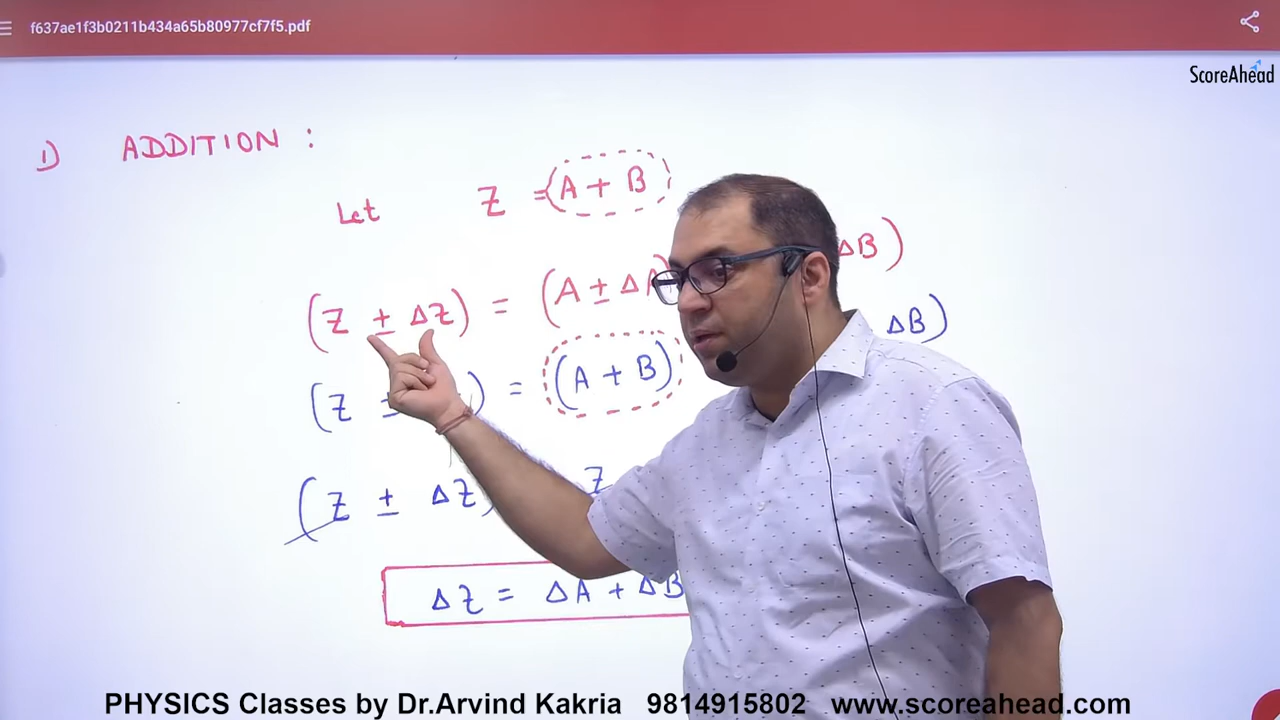 f637ae1f3b0211b434a65b80977cf7f5.pdf
ScoreAhead
1) ADDITION :
Let Z = (A + B)
(Z ± ΔZ) = (A ± ΔA) ΔB)
(Z ± ) = (A + B) ΔB)
(Z ± ΔZ) Z
ΔZ = ΔA + ΔB
PHYSICS Classes by Dr.Arvind Kakria 9814915802 www.scoreahead.com